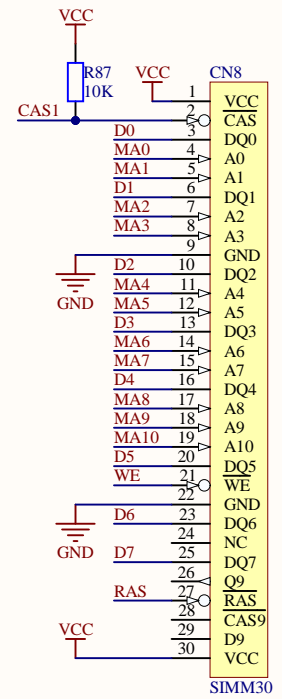 VCC
R87
10K
VCC
CN8
CAS1
1 VCC
2 CAS
D0 3 DQ0
MA0 4 A0
MA1 5 A1
D1 6 DQ1
MA2 7 A2
MA3 8 A3
9 GND
GND
D2 10 DQ2
MA4 11 A4
MA5 12 A5
D3 13 DQ3
MA6 14 A6
MA7 15 A7
D4 16 DQ4
MA8 17 A8
MA9 18 A9
MA10 19 A10
D5 20 DQ5
WE 21 WE
22 GND
GND
D6 23 DQ6
24 NC
D7 25 DQ7
26 Q9
RAS 27 RAS
28 CAS9
29 D9
VCC
30 VCC
SIMM30